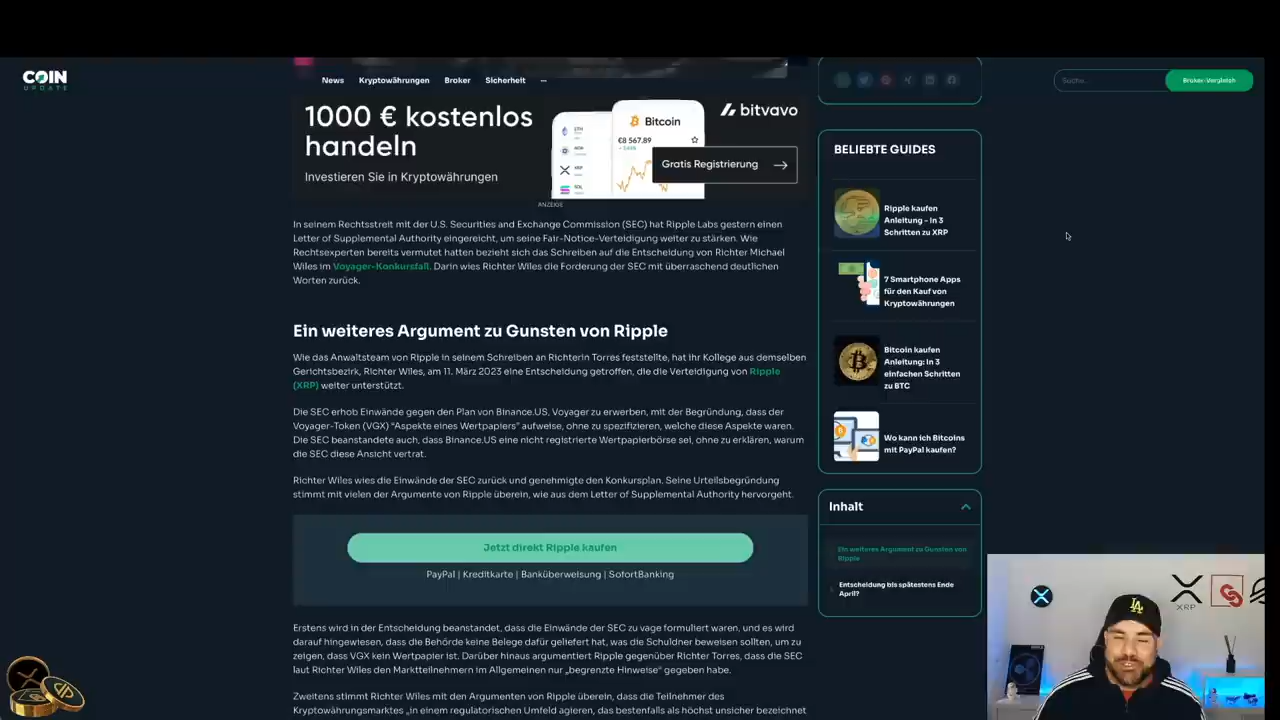 COIN
UPDATE
News
Kryptowährungen
Broker
Sicherheit
...
Suche...
Broker-Vergleich
1000 € kostenlos
handeln
Investieren Sie in Kryptowährungen
ETH
XRP
SOL
Bitcoin
€8 567,89
bitvavo
Gratis Registrierung
ANZEIGE
In seinem Rechtsstreit mit der U.S. Securities and Exchange Commission (SEC) hat Ripple Labs gestern einen
Letter of Supplemental Authority eingereicht, um seine Fair-Notice-Verteidigung weiter zu stärken. Wie
Rechtsexperten bereits vermutet hatten bezieht sich das Schreiben auf die Entscheidung von Richter Michael
Wiles im Voyager-Konkursfall. Darin wies Richter Wiles die Forderung der SEC mit überraschend deutlichen
Worten zurück.
Ein weiteres Argument zu Gunsten von Ripple
Wie das Anwaltsteam von Ripple in seinem Schreiben an Richterin Torres feststellte, hat ihr Kollege aus demselben
Gerichtsbezirk, Richter Wiles, am 11. März 2023 eine Entscheidung getroffen, die die Verteidigung von Ripple
(XRP) weiter unterstützt.
Die SEC erhob Einwände gegen den Plan von Binance.US, Voyager zu erwerben, mit der Begründung, dass der
Voyager-Token (VGX) "Aspekte eines Wertpapiers" aufweise, ohne zu spezifizieren, welche diese Aspekte waren.
Die SEC beanstandete auch, dass Binance.US eine nicht registrierte Wertpapierbörse sei, ohne zu erklären, warum
die SEC diese Ansicht vertrat.
Richter Wiles wies die Einwände der SEC zurück und genehmigte den Konkursplan. Seine Urteilsbegründung
stimmt mit vielen der Argumente von Ripple überein, wie aus dem Letter of Supplemental Authority hervorgeht.
Jetzt direkt Ripple kaufen
PayPal | Kreditkarte | Banküberweisung | SofortBanking
Erstens wird in der Entscheidung beanstandet, dass die Einwände der SEC zu vage formuliert waren, und es wird
darauf hingewiesen, dass die Behörde keine Belege dafür geliefert hat, was die Schuldner beweisen sollten, um zu
zeigen, dass VGX kein Wertpapier ist. Darüber hinaus argumentiert Ripple gegenüber Richter Torres, dass die SEC
laut Richter Wiles den Marktteilnehmern im Allgemeinen nur „begrenzte Hinweise" gegeben habe.
Zweitens stimmt Richter Wiles mit den Argumenten von Ripple überein, dass die Teilnehmer des
Kryptowährungsmarktes „in einem regulatorischen Umfeld agieren, das bestenfalls als höchst unsicher bezeichnet
BELIEBTE GUIDES
Ripple kaufen
Anleitung – in 3
Schritten zu XRP
7 Smartphone Apps
für den Kauf von
Kryptowährungen
Bitcoin kaufen
Anleitung: In 3
einfachen Schritten
zu BTC
Wo kann ich Bitcoins
mit PayPal kaufen?
Inhalt
Ein weiteres Argument zu Gunsten von
Ripple
Entscheidung bis spätestens Ende
April?
XRP
LA